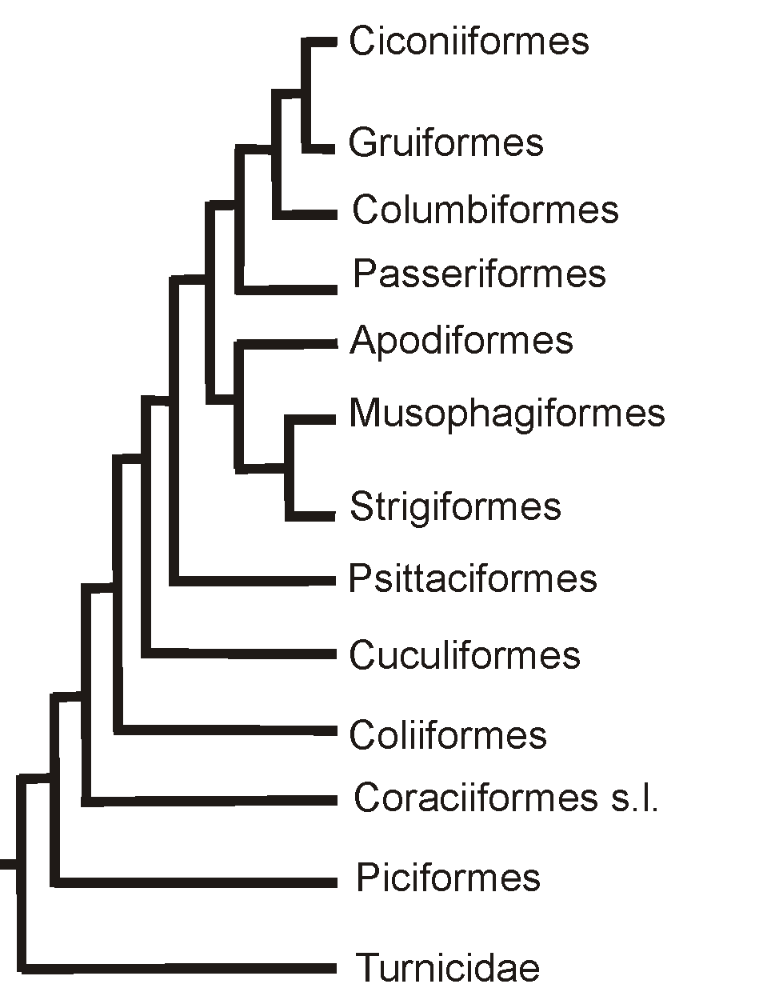 Ciconiiformes
Gruiformes
Columbiformes
Passeriformes
Apodiformes
Musophagiformes
Strigiformes
Psittaciformes
Cuculiformes
Coliiformes
Coraciiformes s.l.
Piciformes
Turnicidae